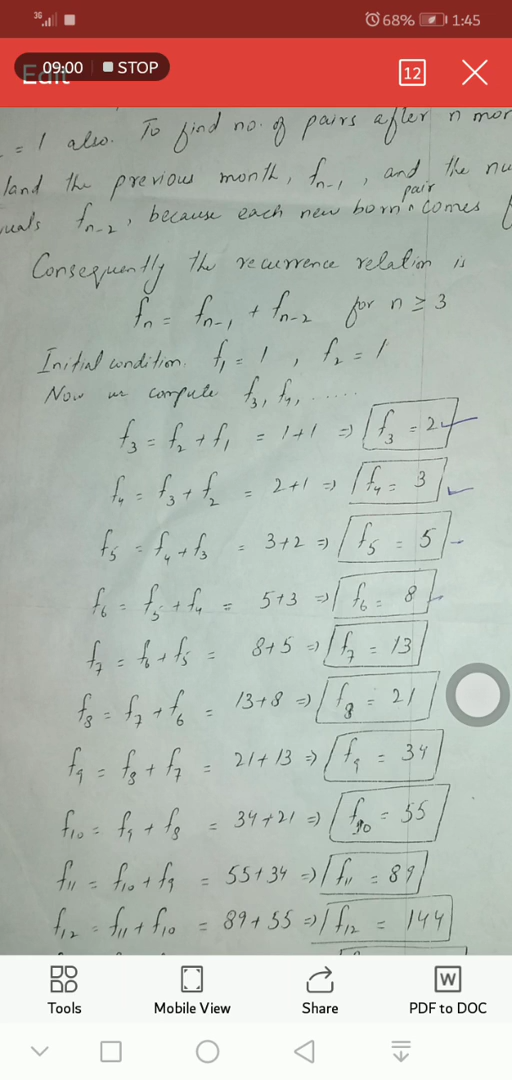 3G 68% 1:45
Edit 09:00 STOP 12
= 1 also. To find no. of pairs after n mon
land the previous month, fn-1, and the nu
uals fn-2, because each new born pair comes f
Consequently the recurrence relation is
fn = fn-1 + fn-2 for n ≥ 3
Initial condition. f1 = 1, f2 = 1
Now we compute f3, f4, ......
f3 = f2 + f1 = 1+1 => f3 = 2
f4 = f3 + f2 = 2+1 => f4 = 3
f5 = f4 + f3 = 3+2 => f5 = 5
f6 = f5 + f4 = 5+3 => f6 = 8
f7 = f6 + f5 = 8+5 => f7 = 13
f8 = f7 + f6 = 13+8 => f8 = 21
f9 = f8 + f7 = 21+13 => f9 = 34
f10 = f9 + f8 = 34+21 => f10 = 55
f11 = f10 + f9 = 55+34 => f11 = 89
f12 = f11 + f10 = 89+55 => f12 = 144
Tools Mobile View Share PDF to DOC
W